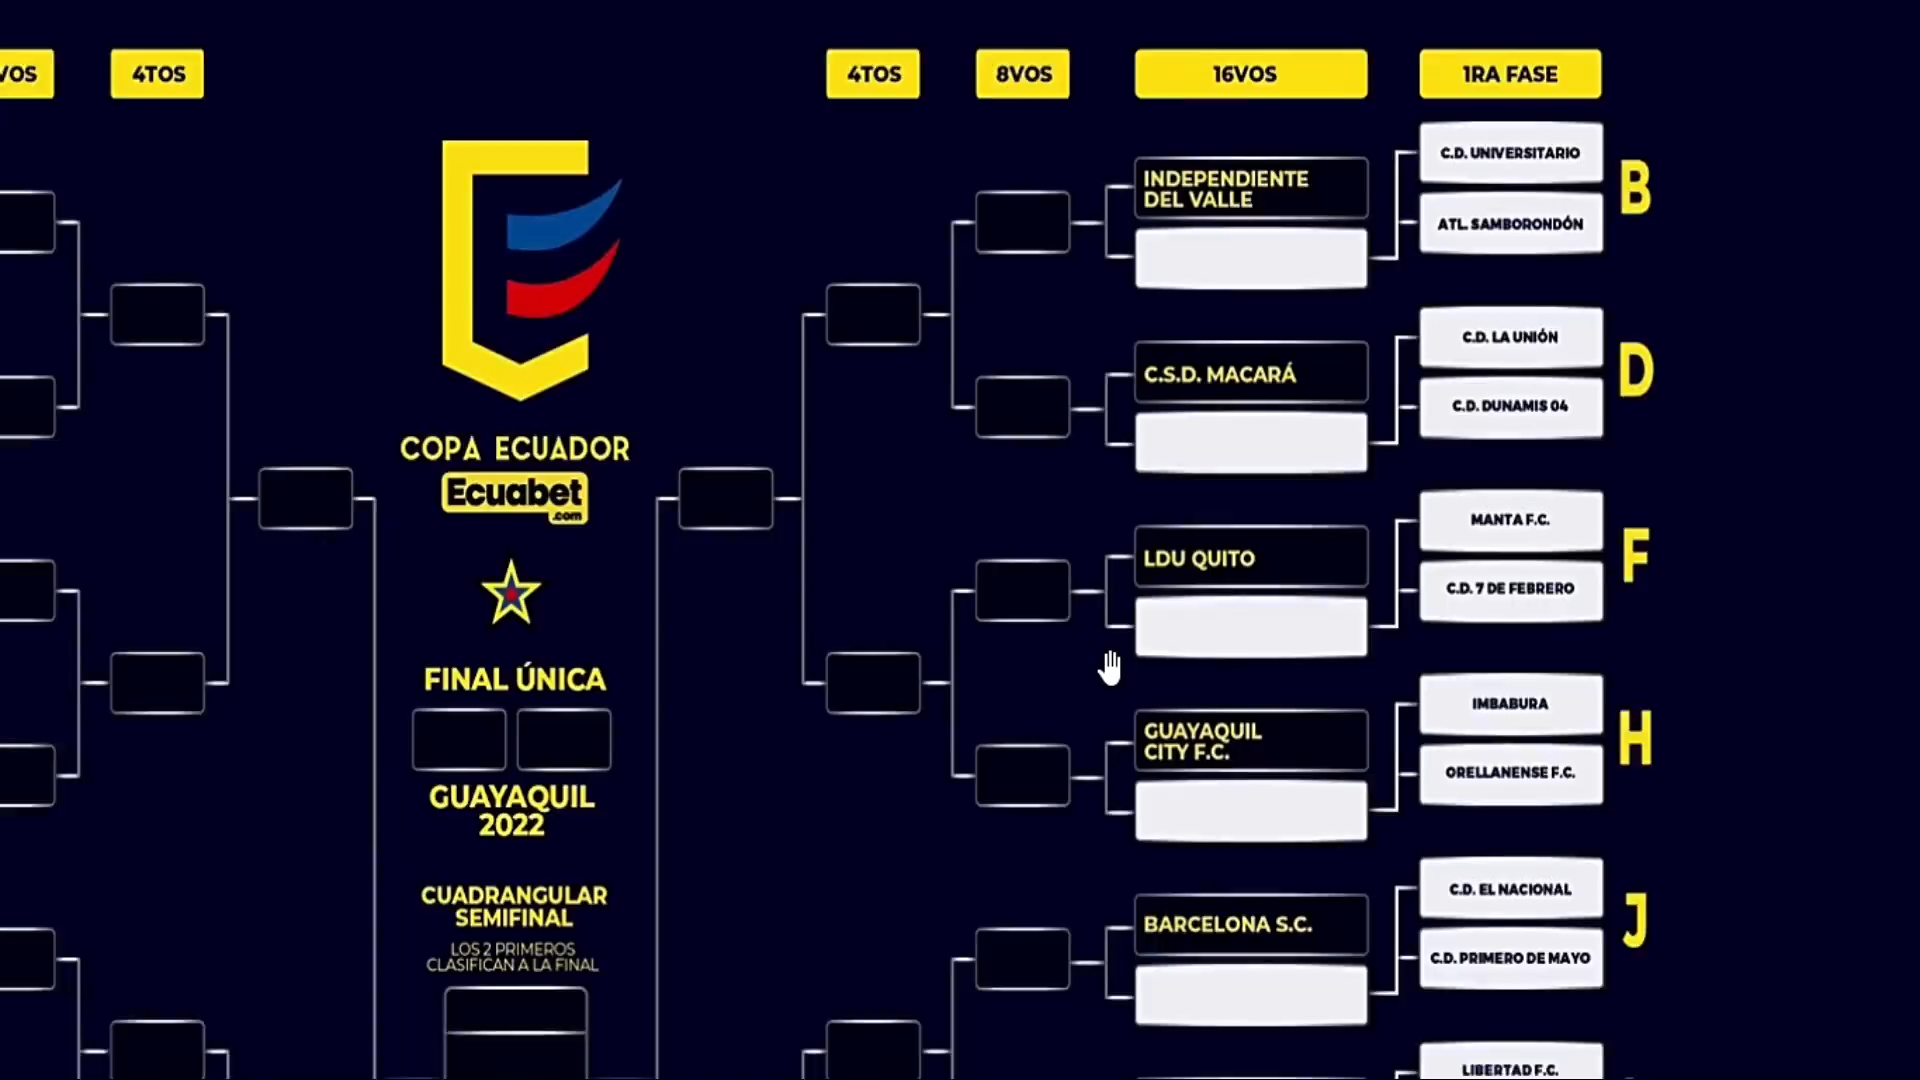 VOS
4TOS
4TOS
8VOS
16VOS
1RA FASE
C.D. UNIVERSITARIO
INDEPENDIENTE
DEL VALLE
B
ATL. SAMBORONDÓN
C.D. LA UNIÓN
C.S.D. MACARÁ
D
C.D. DUNAMIS 04
COPA ECUADOR
Ecuabet
.com
MANTA F.C.
LDU QUITO
F
C.D. 7 DE FEBRERO
FINAL ÚNICA
IMBABURA
GUAYAQUIL
CITY F.C.
H
ORELLANENSE F.C.
GUAYAQUIL
2022
CUADRANGULAR
SEMIFINAL
LOS 2 PRIMEROS
CLASIFICAN A LA FINAL
C.D. EL NACIONAL
BARCELONA S.C.
J
C.D. PRIMERO DE MAYO
LIBERTAD F.C.